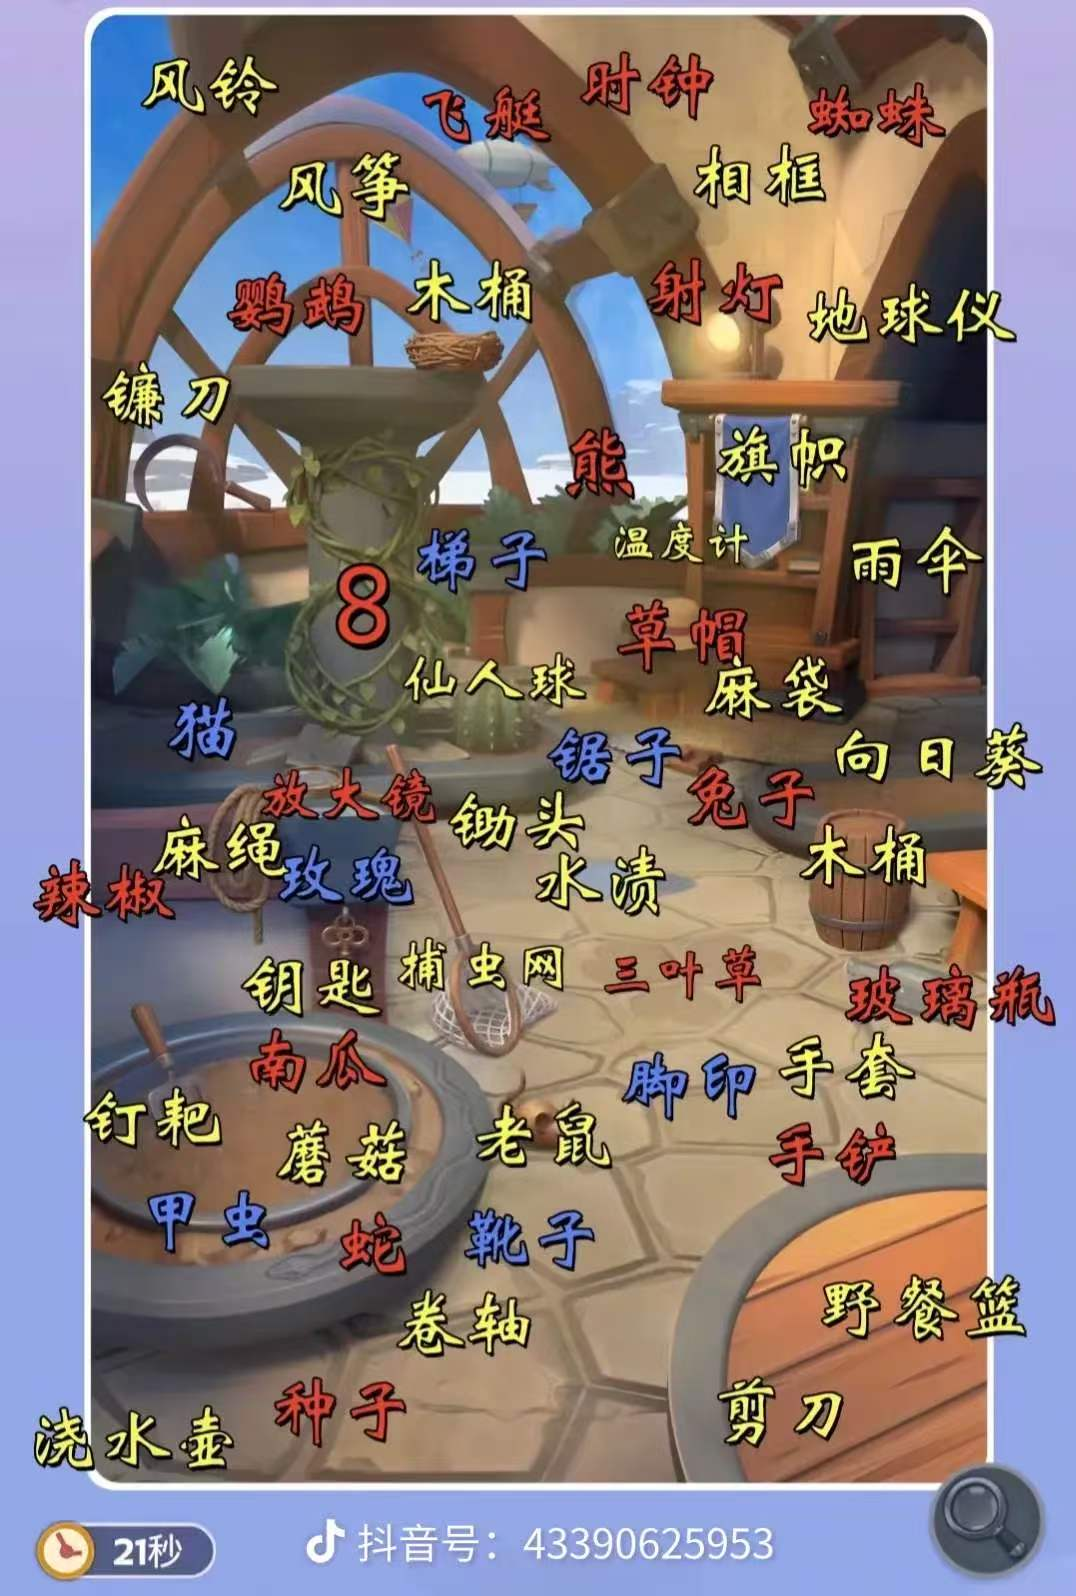 风铃
飞艇
时钟
蜘蛛
风筝
相框
鹦鹉
木桶
射灯
地球仪
镰刀
熊
旗帜
梯子
温度计
雨伞
8
草帽
仙人球
麻袋
猫
锯子
向日葵
放大镜
锄头
兔子
麻绳
玫瑰
水渍
木桶
辣椒
钥匙
捕虫网
三叶草
玻璃瓶
南瓜
脚印
手套
钉耙
蘑菇
老鼠
手铲
甲虫
蛇
靴子
卷轴
野餐篮
种子
剪刀
浇水壶
21秒
抖音号：43390625953